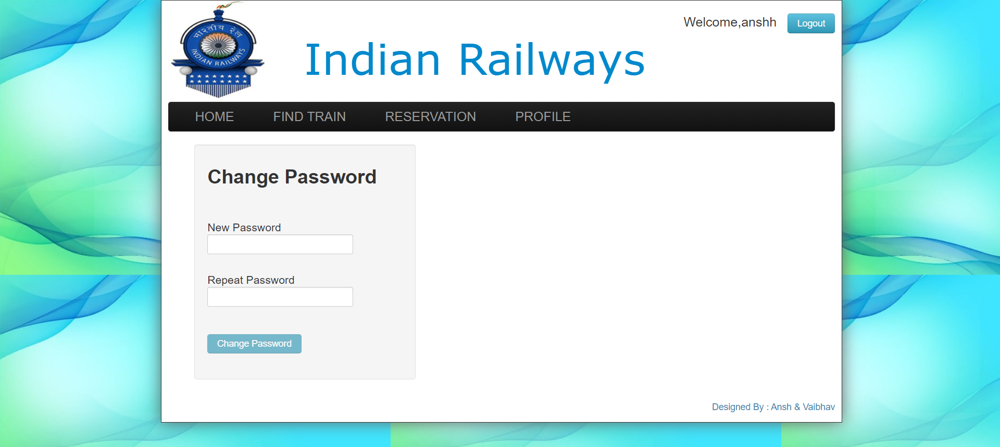 भारतीय रेल
INDIAN RAILWAYS
Welcome,anshh
Logout
Indian Railways
HOME
FIND TRAIN
RESERVATION
PROFILE
Change Password
New Password
Repeat Password
Change Password
Designed By : Ansh & Vaibhav